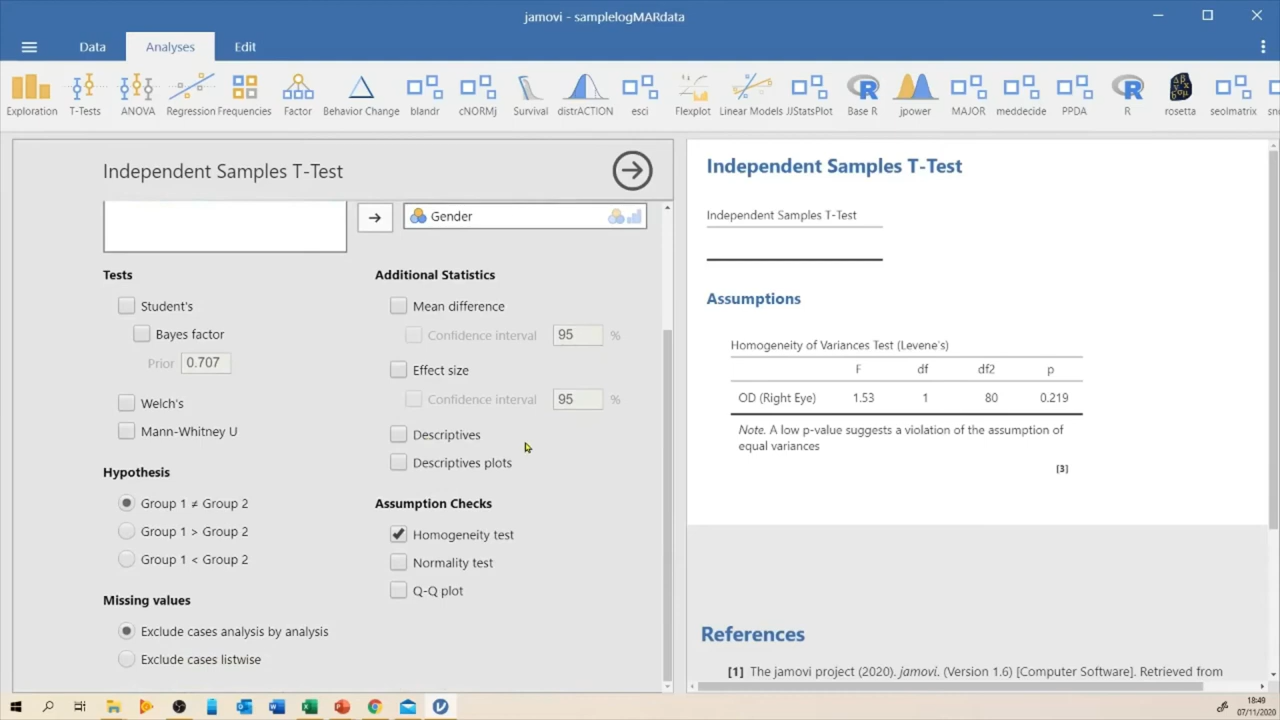 jamovi - samplelogMARdata
Data
Analyses
Edit
Exploration
T-Tests
ANOVA
Regression
Frequencies
Factor
Behavior Change
blandr
cNORMj
Survival
distrACTION
esci
Flexplot
Linear Models
JJStatsPlot
Base R
jpower
MAJOR
meddecide
PPDA
R
rosetta
seolmatrix
Independent Samples T-Test
Gender
Tests
Student's
Bayes factor
Prior 0.707
Welch's
Mann-Whitney U
Hypothesis
Group 1 ≠ Group 2
Group 1 > Group 2
Group 1 < Group 2
Missing values
Exclude cases analysis by analysis
Exclude cases listwise
Additional Statistics
Mean difference
Confidence interval 95 %
Effect size
Confidence interval 95 %
Descriptives
Descriptives plots
Assumption Checks
Homogeneity test
Normality test
Q-Q plot
Independent Samples T-Test
Independent Samples T-Test
Assumptions
Homogeneity of Variances Test (Levene's)
F df df2 p
OD (Right Eye) 1.53 1 80 0.219
Note. A low p-value suggests a violation of the assumption of
equal variances
[3]
References
[1] The jamovi project (2020). jamovi. (Version 1.6) [Computer Software]. Retrieved from
18:49
07/11/2020